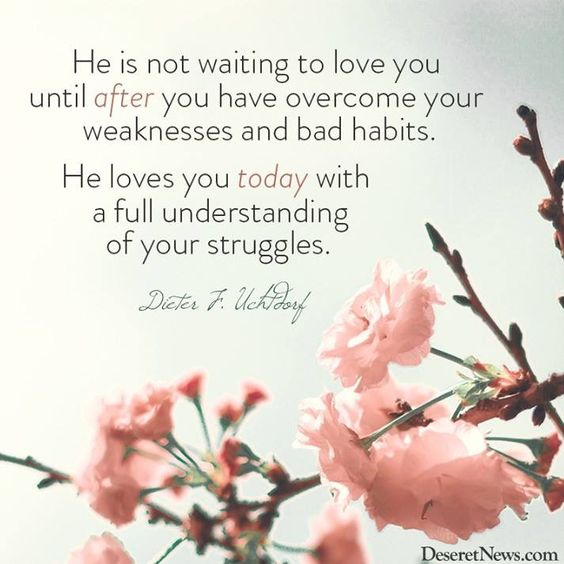 He is not waiting to love you
until after you have overcome your
weaknesses and bad habits.
He loves you today with
a full understanding
of your struggles.
Dieter F. Uchtdorf
DeseretNews.com